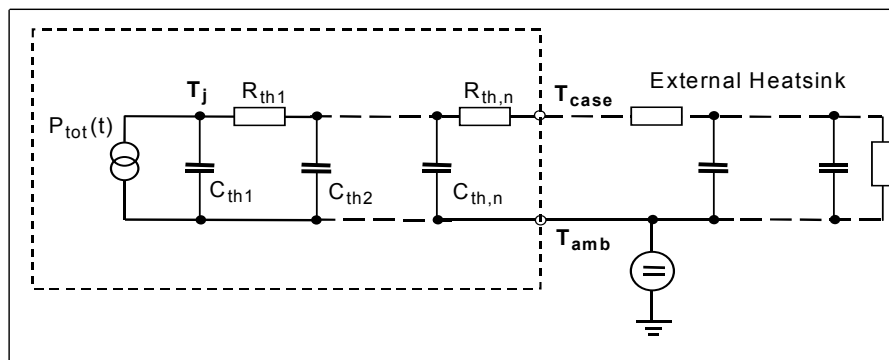 T_j
R_th1
R_th,n
T_case
External Heatsink
P_tot(t)
C_th1
C_th2
C_th,n
T_amb